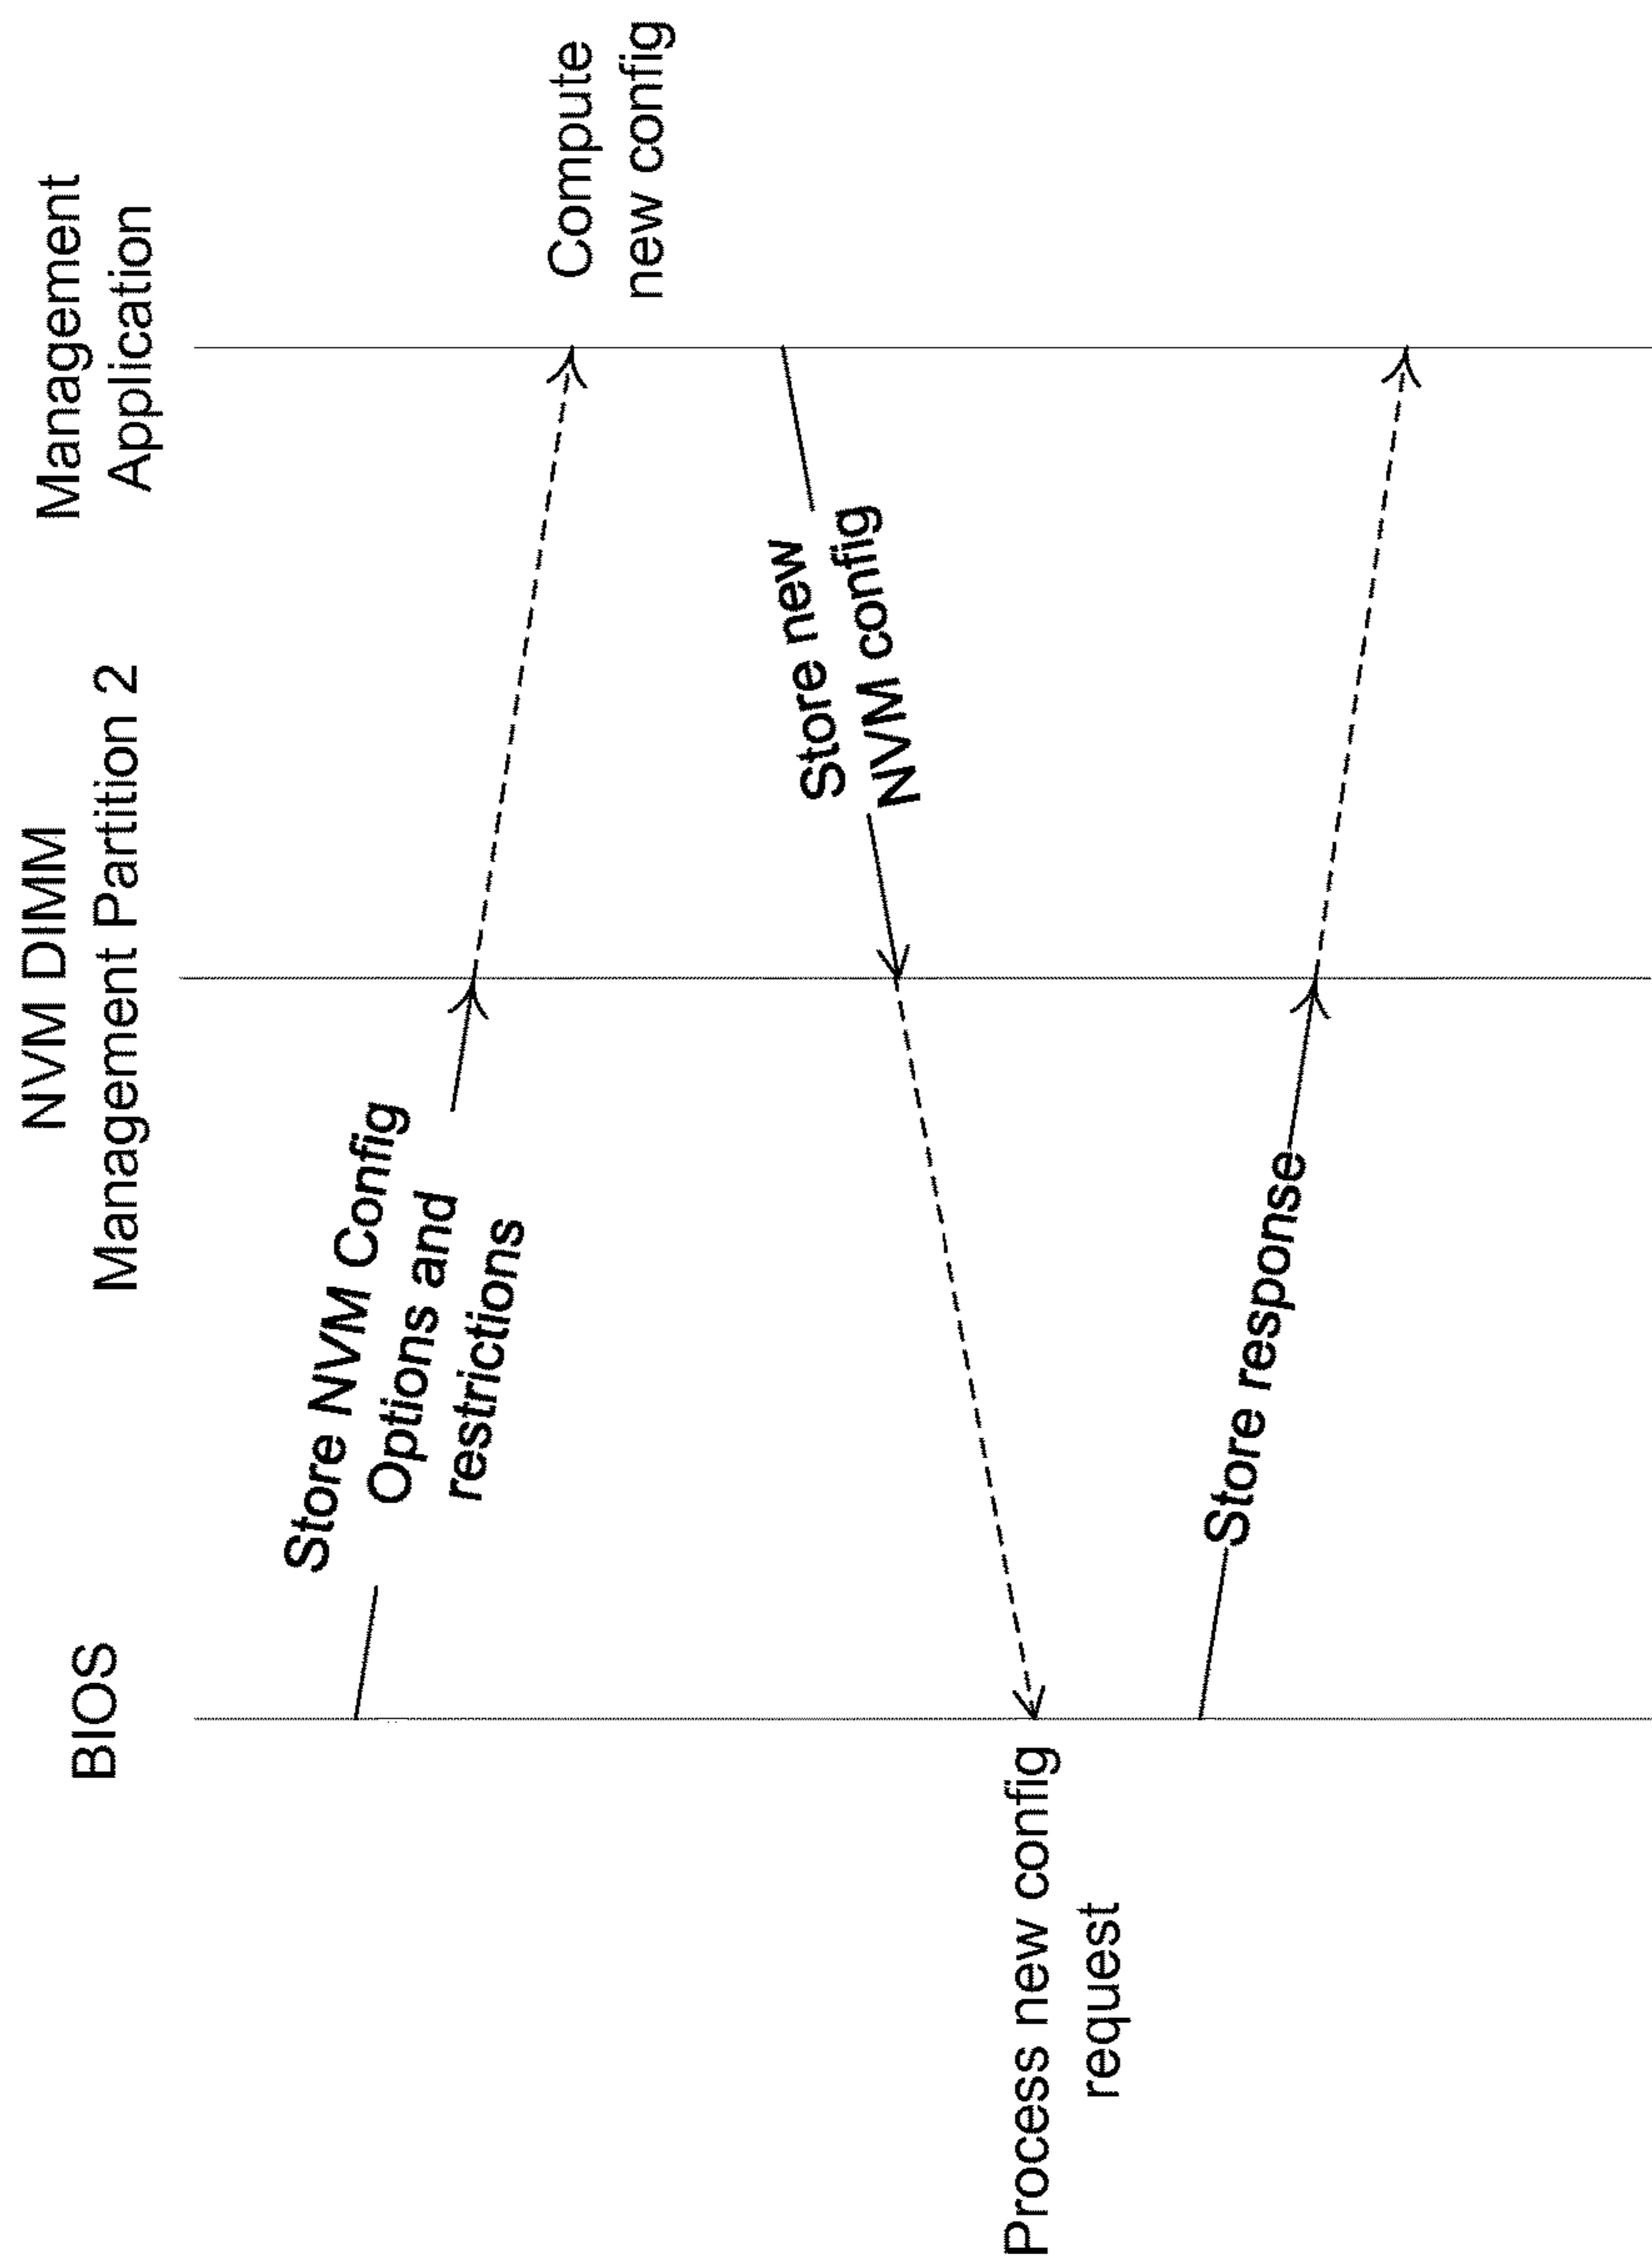 BIOS
NVM DIMM
Management Partition 2
Management
Application
Store NVM Config
Options and
restrictions
Compute
new config
Store new
NVM config
Process new config
request
Store response